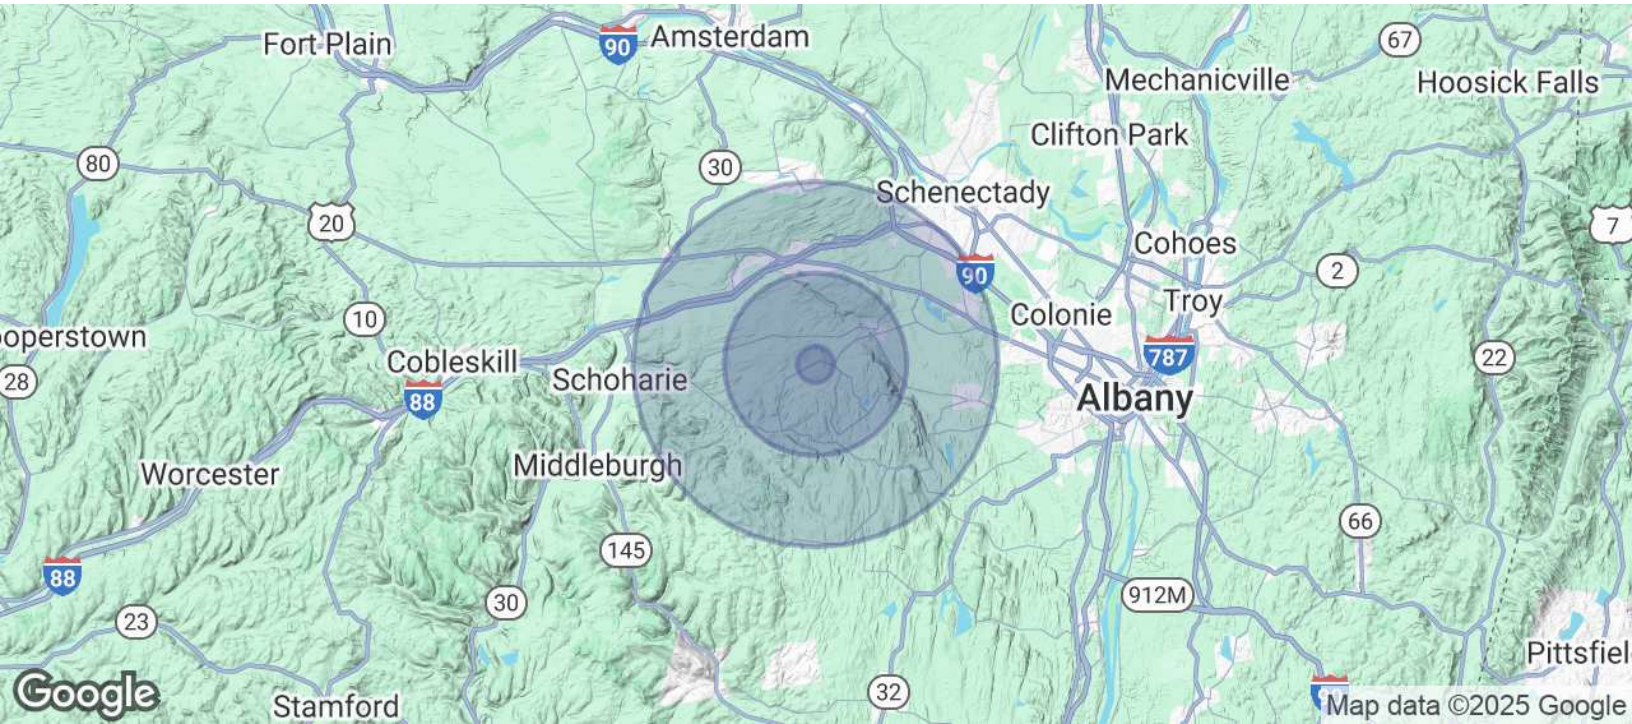 Fort Plain
90
Amsterdam
67
Mechanicville
Hoosick Falls
Clifton Park
80
30
Schenectady
20
7
Cohoes
90
2
Troy
10
Colonie
ooperstown
Cobleskill
787
22
28
Schoharie
88
Albany
Middleburgh
Worcester
66
145
88
30
912M
23
Pittsfiel
Google
32
Stamford
Map data ©2025 Google